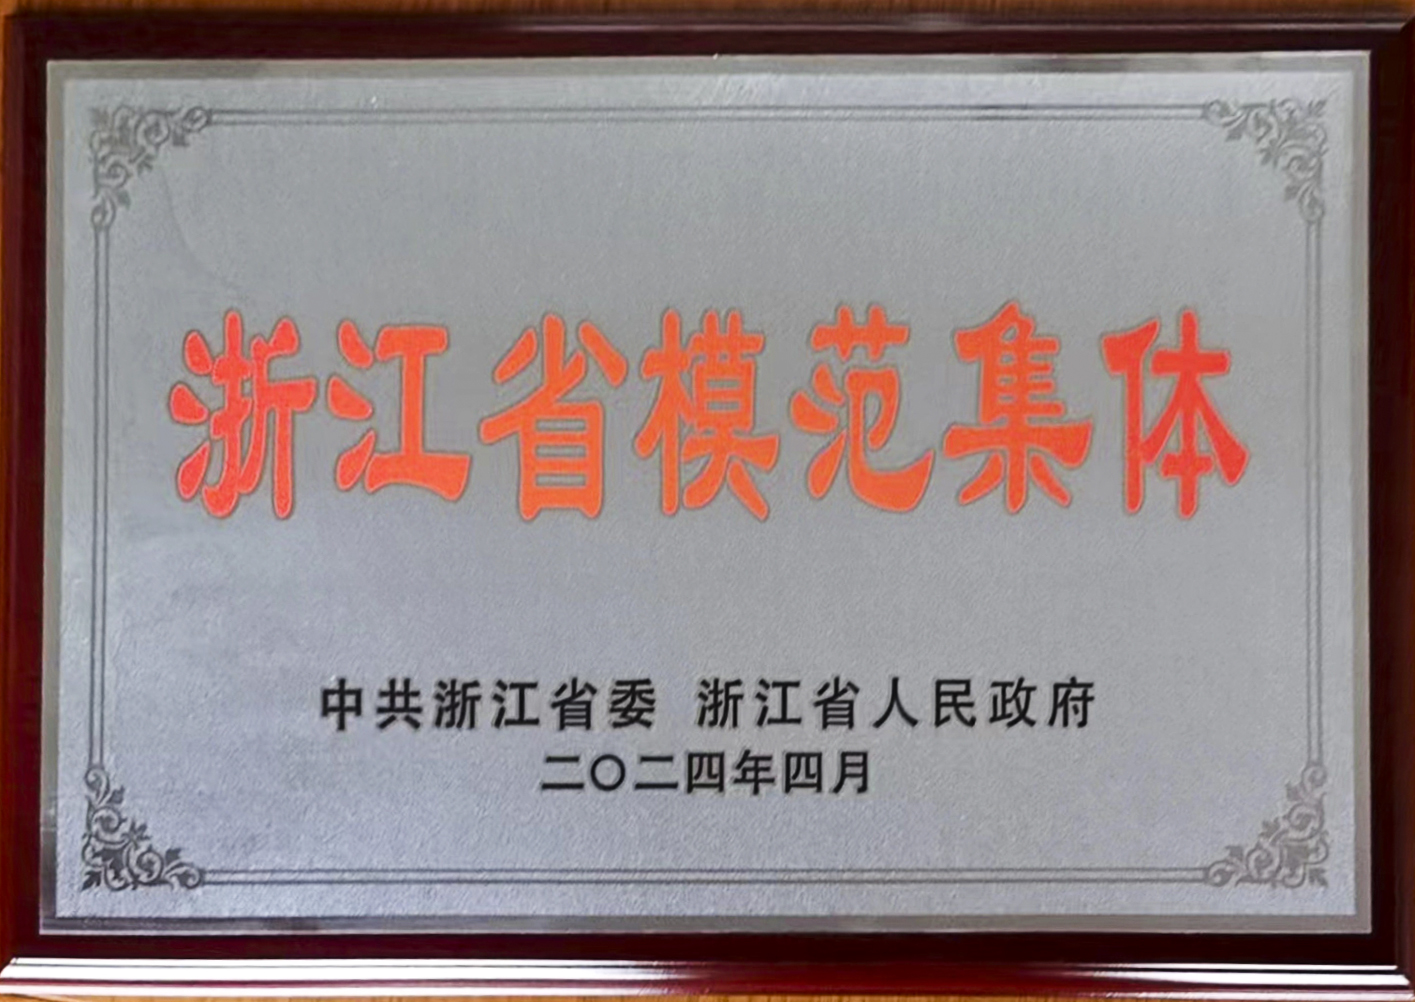 浙江省模范集体
中共浙江省委 浙江省人民政府
二〇二四年四月